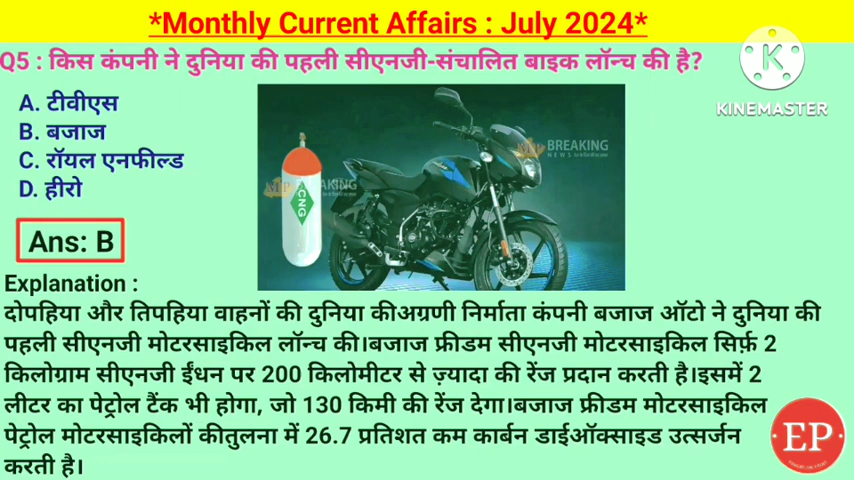 *Monthly Current Affairs : July 2024*
Q5 : किस कंपनी ने दुनिया की पहली सीएनजी-संचालित बाइक लॉन्च की है?
KINEMASTER
A. टीवीएस
B. बजाज
C. रॉयल एनफील्ड
D. हीरो
BREAKING
NEWS
CNG
Ans: B
Explanation :
दोपहिया और तिपहिया वाहनों की दुनिया कीअग्रणी निर्माता कंपनी बजाज ऑटो ने दुनिया की
पहली सीएनजी मोटरसाइकिल लॉन्च की।बजाज फ्रीडम सीएनजी मोटरसाइकिल सिर्फ़ 2
किलोग्राम सीएनजी ईंधन पर 200 किलोमीटर से ज़्यादा की रेंज प्रदान करती है।इसमें 2
लीटर का पेट्रोल टैंक भी होगा, जो 130 किमी की रेंज देगा।बजाज फ्रीडम मोटरसाइकिल
पेट्रोल मोटरसाइकिलों कीतुलना में 26.7 प्रतिशत कम कार्बन डाईऑक्साइड उत्सर्जन
करती है।
EP